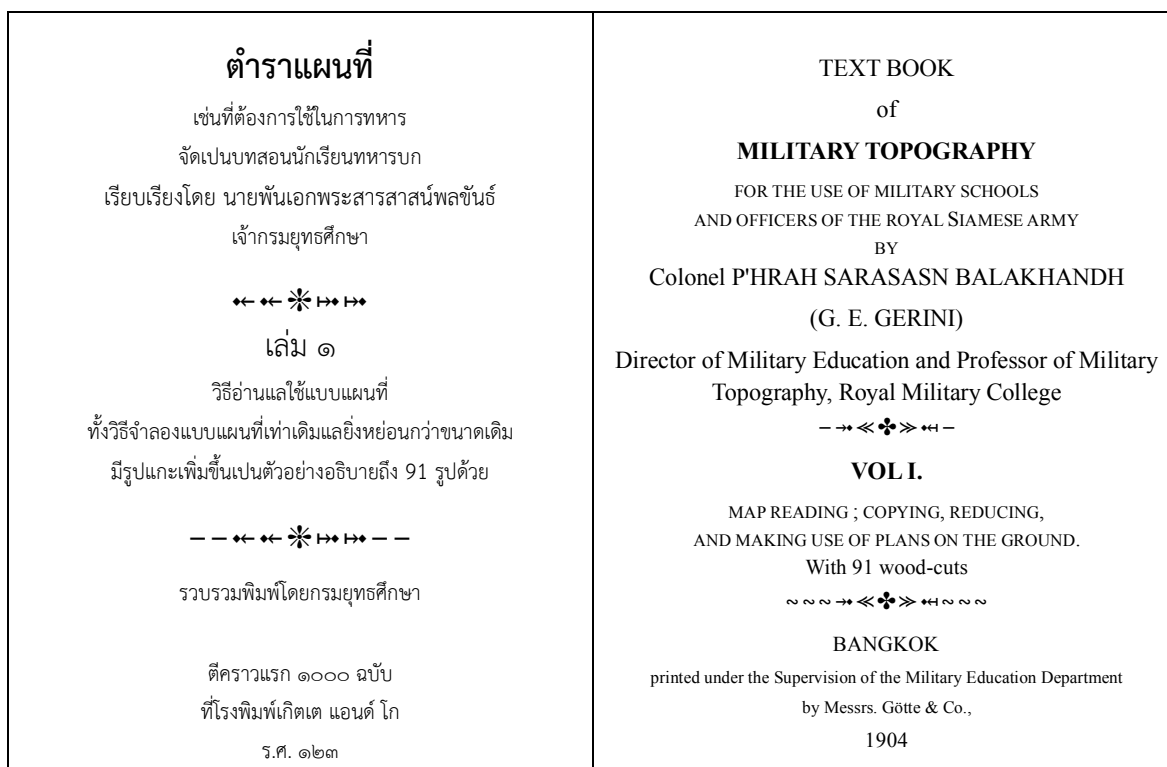 ตำราแผนที่
เช่นที่ต้องการใช้ในการทหาร
จัดเปนบทสอนนักเรียนทหารบก
เรียบเรียงโดย นายพันเอกพระสารสาสน์พลขันธ์
เจ้ากรมยุทธศึกษา
เล่ม ๑
วิธีอ่านแลใช้แบบแผนที่
ทั้งวิธีจำลองแบบแผนที่เท่าเดิมแลยิ่งหย่อนกว่าขนาดเดิม
มีรูปแกะเพิ่มขึ้นเปนตัวอย่างอธิบายถึง 91 รูปด้วย
รวบรวมพิมพ์โดยกรมยุทธศึกษา
ตีคราวแรก ๑๐๐๐ ฉบับ
ที่โรงพิมพ์เกิตเต แอนด์ โก
ร.ศ. ๑๒๓
TEXT BOOK
of
MILITARY TOPOGRAPHY
FOR THE USE OF MILITARY SCHOOLS
AND OFFICERS OF THE ROYAL SIAMESE ARMY
BY
Colonel P'HRAH SARASASN BALAKHANDH
(G. E. GERINI)
Director of Military Education and Professor of Military
Topography, Royal Military College
VOL I.
MAP READING ; COPYING, REDUCING,
AND MAKING USE OF PLANS ON THE GROUND.
With 91 wood-cuts
BANGKOK
printed under the Supervision of the Military Education Department
by Messrs. Götte & Co.,
1904